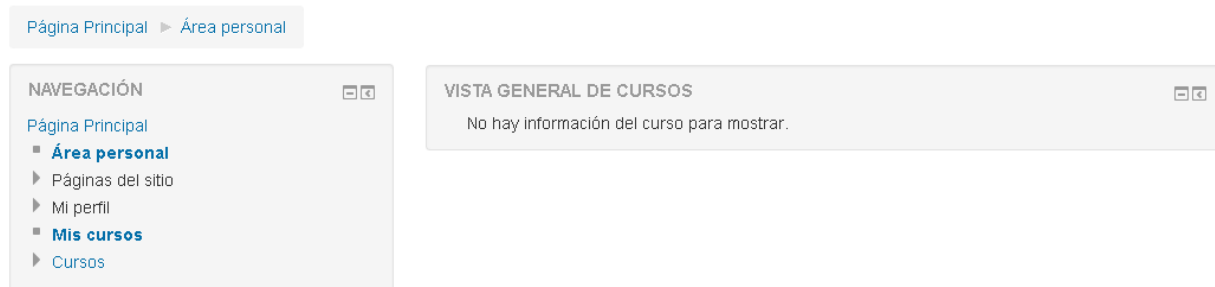 Página Principal ► Área personal
NAVEGACIÓN
Página Principal
Área personal
Páginas del sitio
Mi perfil
Mis cursos
Cursos
VISTA GENERAL DE CURSOS
No hay información del curso para mostrar.